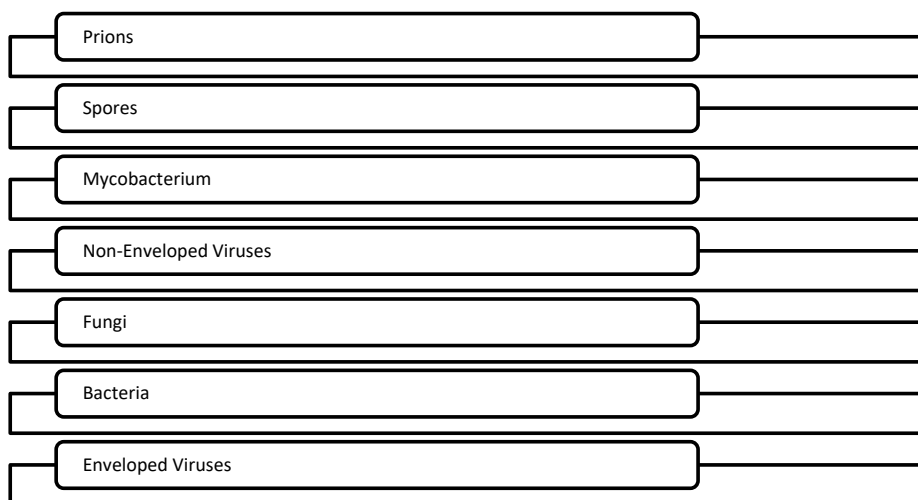 Prions
Spores
Mycobacterium
Non-Enveloped Viruses
Fungi
Bacteria
Enveloped Viruses